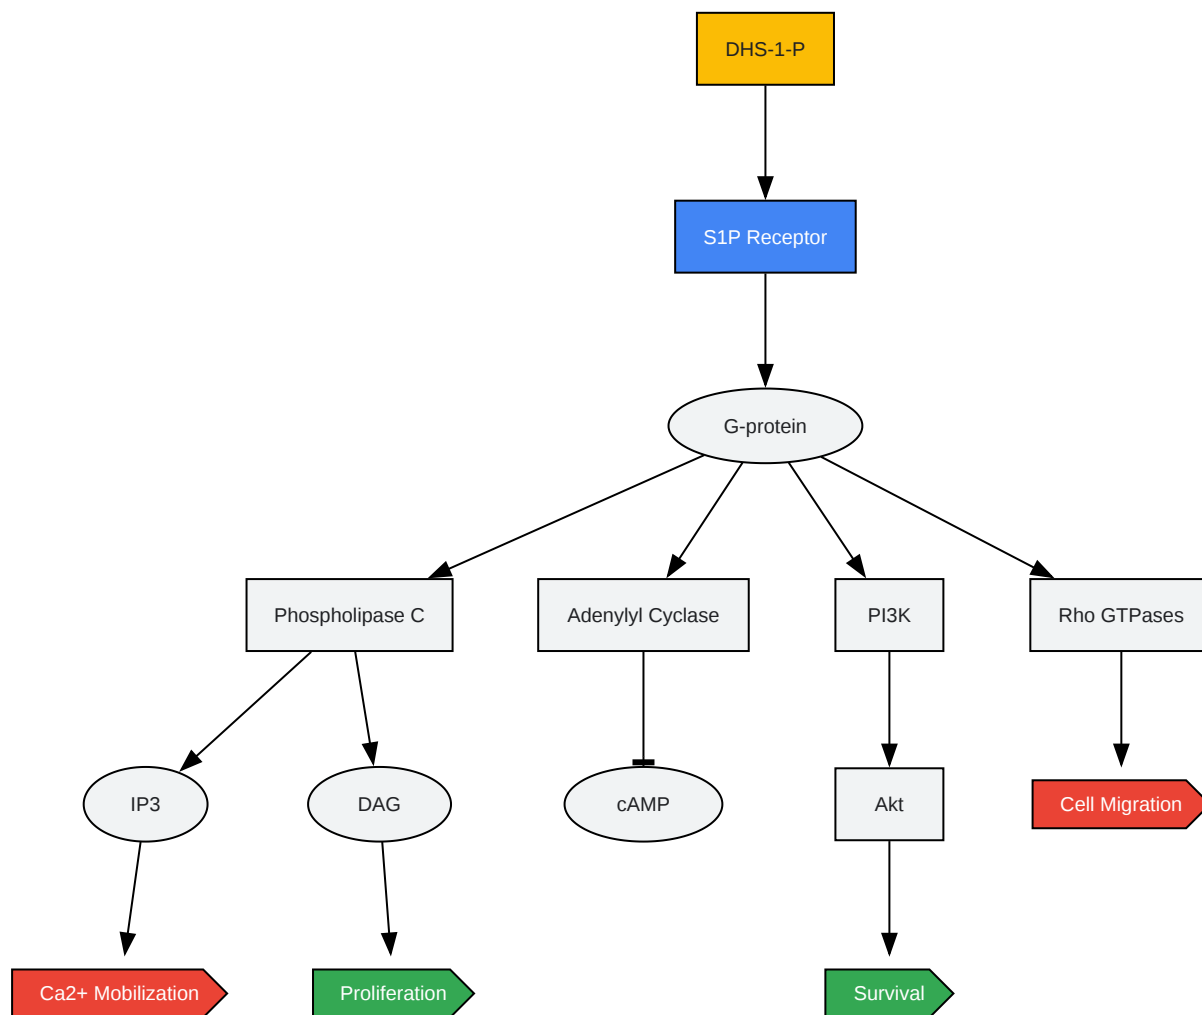 DHS-1-P
S1P Receptor
G-protein
Phospholipase C
Adenylyl Cyclase
PI3K
Rho GTPases
IP3
DAG
cAMP
Akt
Cell Migration
Ca2+ Mobilization
Proliferation
Survival